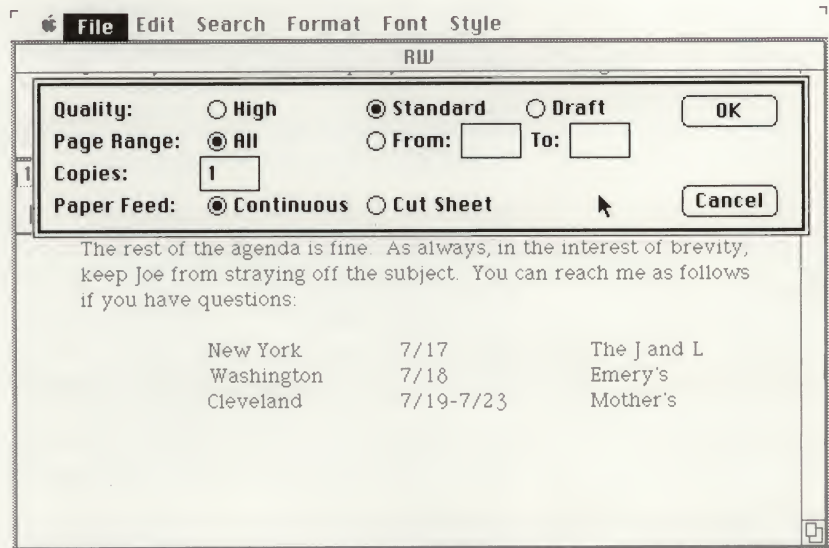 File Edit Search Format Font Style
RW
Quality: High Standard Draft OK
Page Range: All From: To:
Copies: 1
Paper Feed: Continuous Cut Sheet Cancel
The rest of the agenda is fine. As always, in the interest of brevity,
keep Joe from straying off the subject. You can reach me as follows
if you have questions:
New York 7/17 The J and L
Washington 7/18 Emery's
Cleveland 7/19-7/23 Mother's